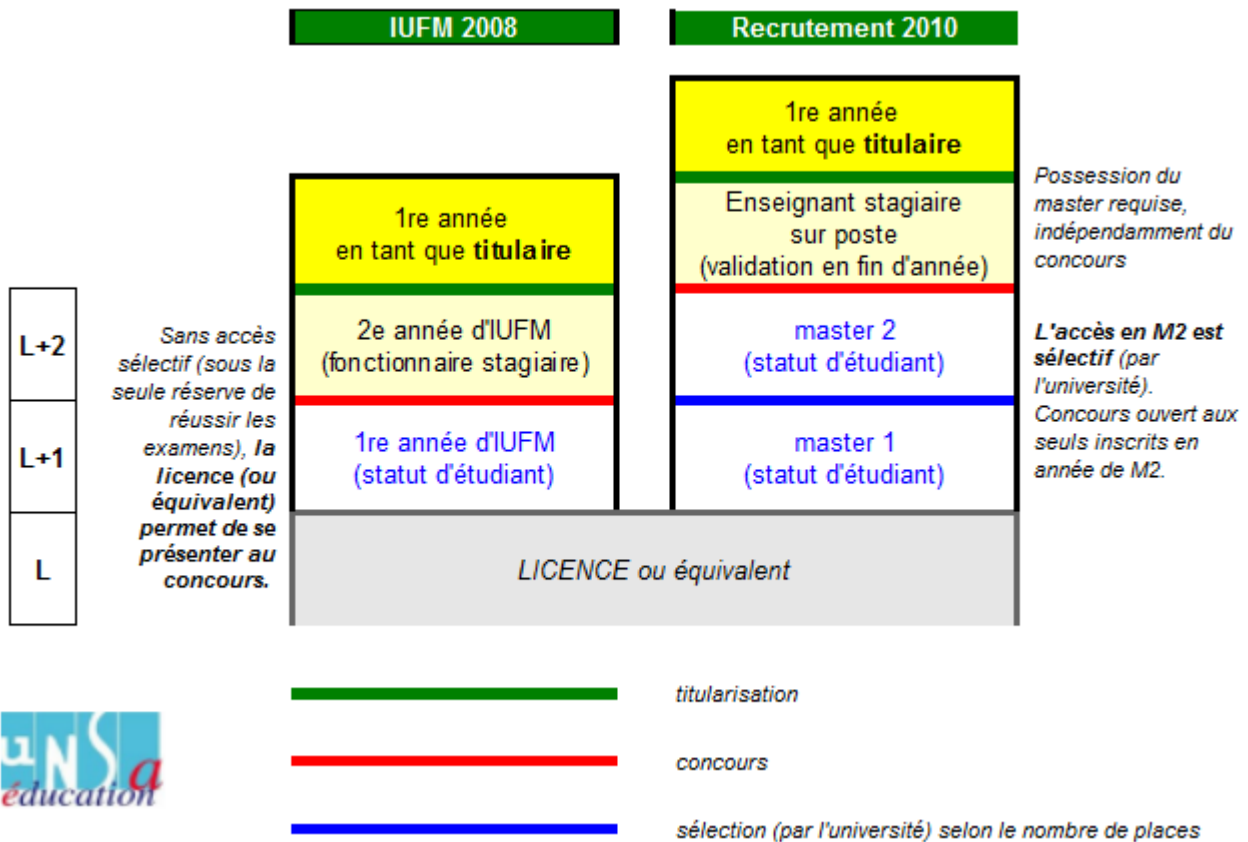 IUFM 2008
Recrutement 2010
1re année
en tant que titulaire
Enseignant stagiaire
sur poste
(validation en fin d'année)
master 2
(statut d'étudiant)
master 1
(statut d'étudiant)
1re année
en tant que titulaire
2e année d'IUFM
(fonctionnaire stagiaire)
1re année d'IUFM
(statut d'étudiant)
LICENCE ou équivalent
L+2
L+1
L
Sans accès
sélectif (sous la
seule réserve de
réussir les
examens), la
licence (ou
équivalent)
permet de se
présenter au
concours.
Possession du
master requise,
indépendamment du
concours
L'accès en M2 est
sélectif (par
l'université).
Concours ouvert aux
seuls inscrits en
année de M2.
titularisation
concours
sélection (par l'université) selon le nombre de places
uNSa
éducation